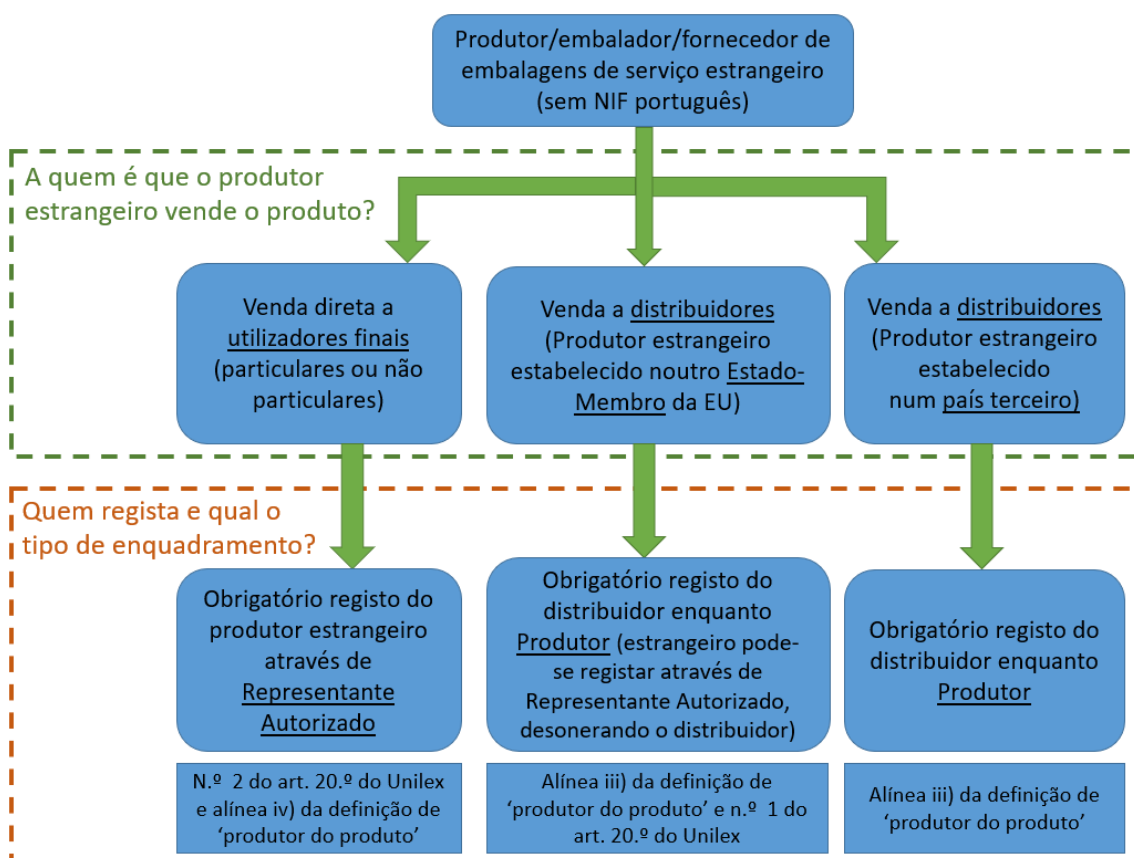 Produtor/embalador/fornecedor de
embalagens de serviço estrangeiro
(sem NIF português)
A quem é que o produtor
estrangeiro vende o produto?
Venda direta a
utilizadores finais
(particulares ou não
particulares)
Venda a distribuidores
(Produtor estrangeiro
estabelecido noutro Estado-
Membro da EU)
Venda a distribuidores
(Produtor estrangeiro
estabelecido
num país terceiro)
Quem regista e qual o
tipo de enquadramento?
Obrigatório registo do
produtor estrangeiro
através de
Representante
Autorizado
Obrigatório registo do
distribuidor enquanto
Produtor (estrangeiro pode-
se registar através de
Representante Autorizado,
desonerando o distribuidor)
Obrigatório registo do
distribuidor enquanto
Produtor
N.º 2 do art. 20.º do Unilex
e alínea iv) da definição de
‘produtor do produto’
Alínea iii) da definição de
‘produtor do produto’ e n.º 1 do
art. 20.º do Unilex
Alínea iii) da definição de
‘produtor do produto’